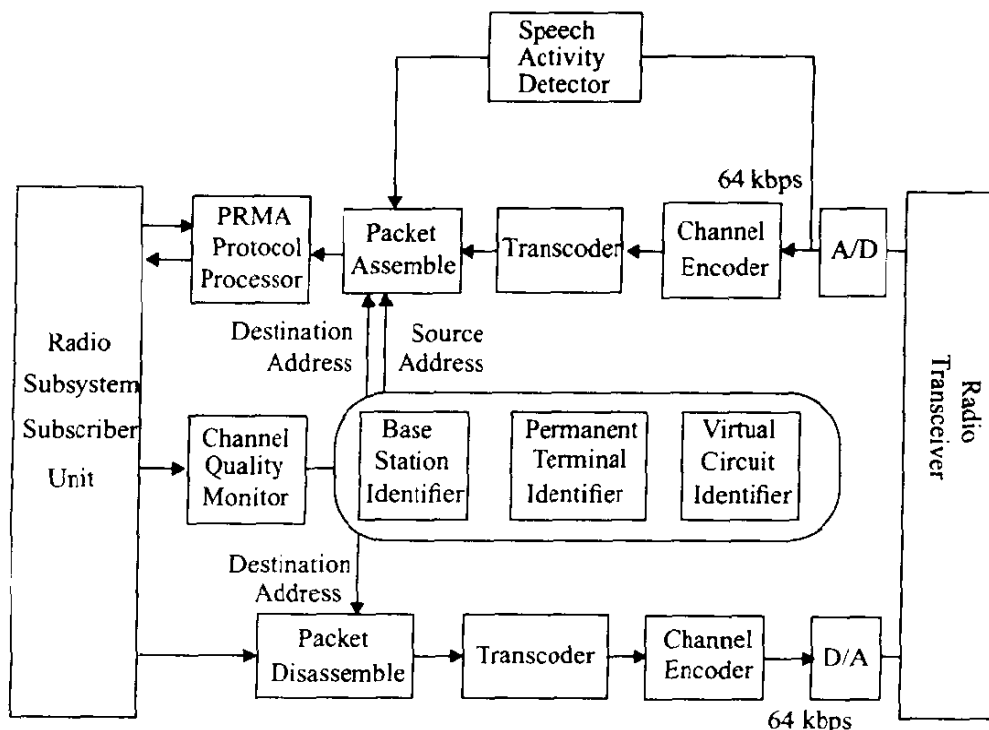 Speech
Activity
Detector
64 kbps
PRMA
Protocol
Processor
Packet
Assemble
Transcoder
Channel
Encoder
A/D
Destination
Address
Source
Address
Radio
Subsystem
Subscriber
Unit
Channel
Quality
Monitor
Base
Station
Identifier
Permanent
Terminal
Identifier
Virtual
Circuit
Identifier
Radio
Transceiver
Destination
Address
Packet
Disassemble
Transcoder
Channel
Encoder
D/A
64 kbps